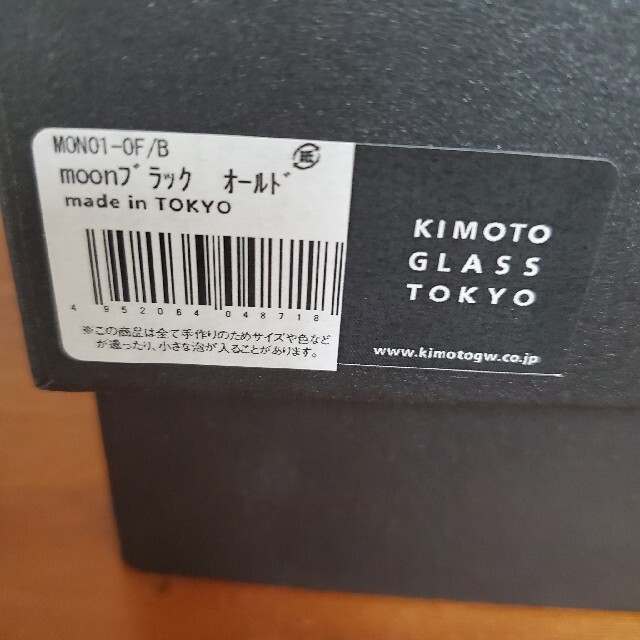 MON01-OF/B
紙
moonﾌﾞﾗｯｸ ｵｰﾙﾄﾞ
made in TOKYO
4 952064 048718
※この商品は全て手作りのためサイズや色など
が違ったり、小さな泡が入ることがあります。
KIMOTO
GLASS
TOKYO
www.kimotogw.co.jp